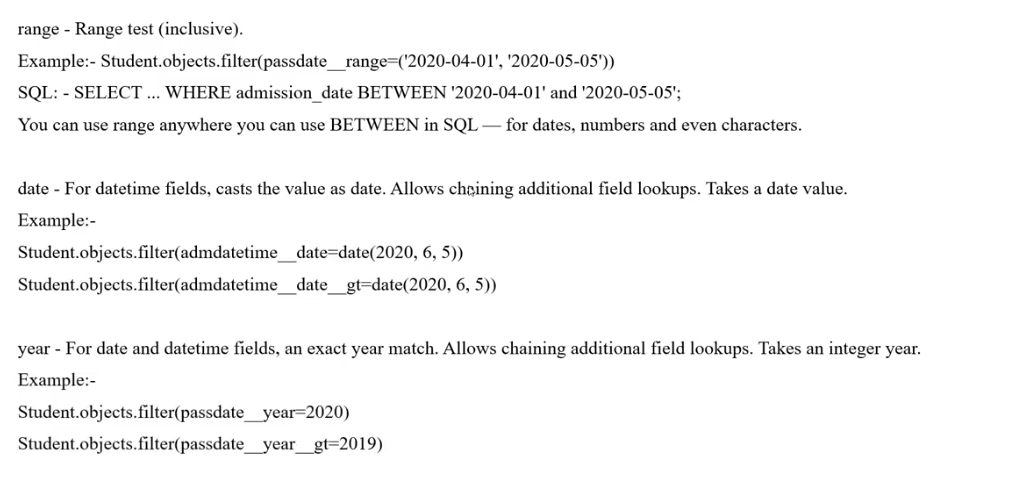 range - Range test (inclusive).
Example:- Student.objects.filter(passdate__range=('2020-04-01', '2020-05-05'))
SQL: - SELECT ... WHERE admission_date BETWEEN '2020-04-01' and '2020-05-05';
You can use range anywhere you can use BETWEEN in SQL — for dates, numbers and even characters.
date - For datetime fields, casts the value as date. Allows chaining additional field lookups. Takes a date value.
Example:-
Student.objects.filter(admdatetime__date=date(2020, 6, 5))
Student.objects.filter(admdatetime__date__gt=date(2020, 6, 5))
year - For date and datetime fields, an exact year match. Allows chaining additional field lookups. Takes an integer year.
Example:-
Student.objects.filter(passdate__year=2020)
Student.objects.filter(passdate__year__gt=2019)